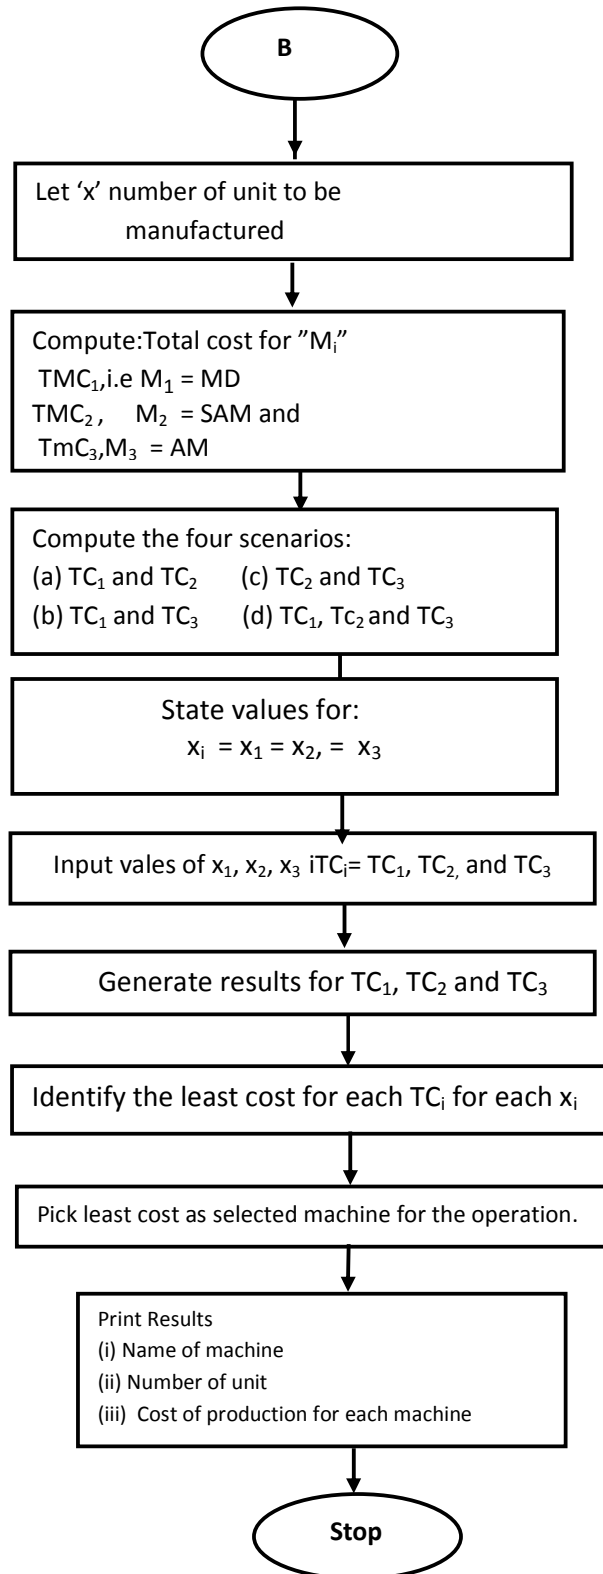 B
Let ‘x’ number of unit to be
manufactured
Compute:Total cost for ”Mi”
TMC1,i.e M1 = MD
TMC2 , M2 = SAM and
TmC3,M3 = AM
Compute the four scenarios:
(a) TC1 and TC2 (c) TC2 and TC3
(b) TC1 and TC3 (d) TC1, Tc2 and TC3
State values for:
xi = x1 = x2, = x3
Input vales of x1, x2, x3 iTCi= TC1, TC2, and TC3
Generate results for TC1, TC2 and TC3
Identify the least cost for each TCi for each xi
Pick least cost as selected machine for the operation.
Print Results
(i) Name of machine
(ii) Number of unit
(iii) Cost of production for each machine
Stop